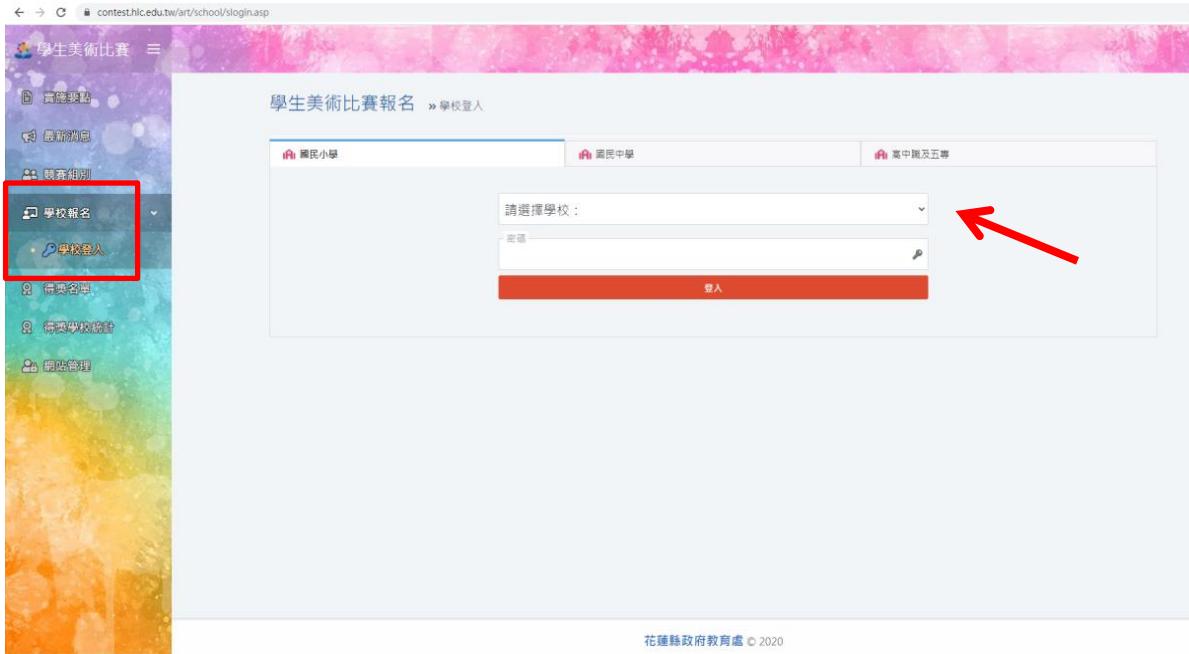 contest.hlc.edu.tw/art/school/slogin.asp
學生美術比賽
實施要點
最新消息
競賽組別
學校報名
學校登入
得獎名單
得獎學校統計
網站管理
學生美術比賽報名 » 學校登入
國民小學
國民中學
高中職及五專
請選擇學校：
密碼
登入
花蓮縣政府教育處 © 2020